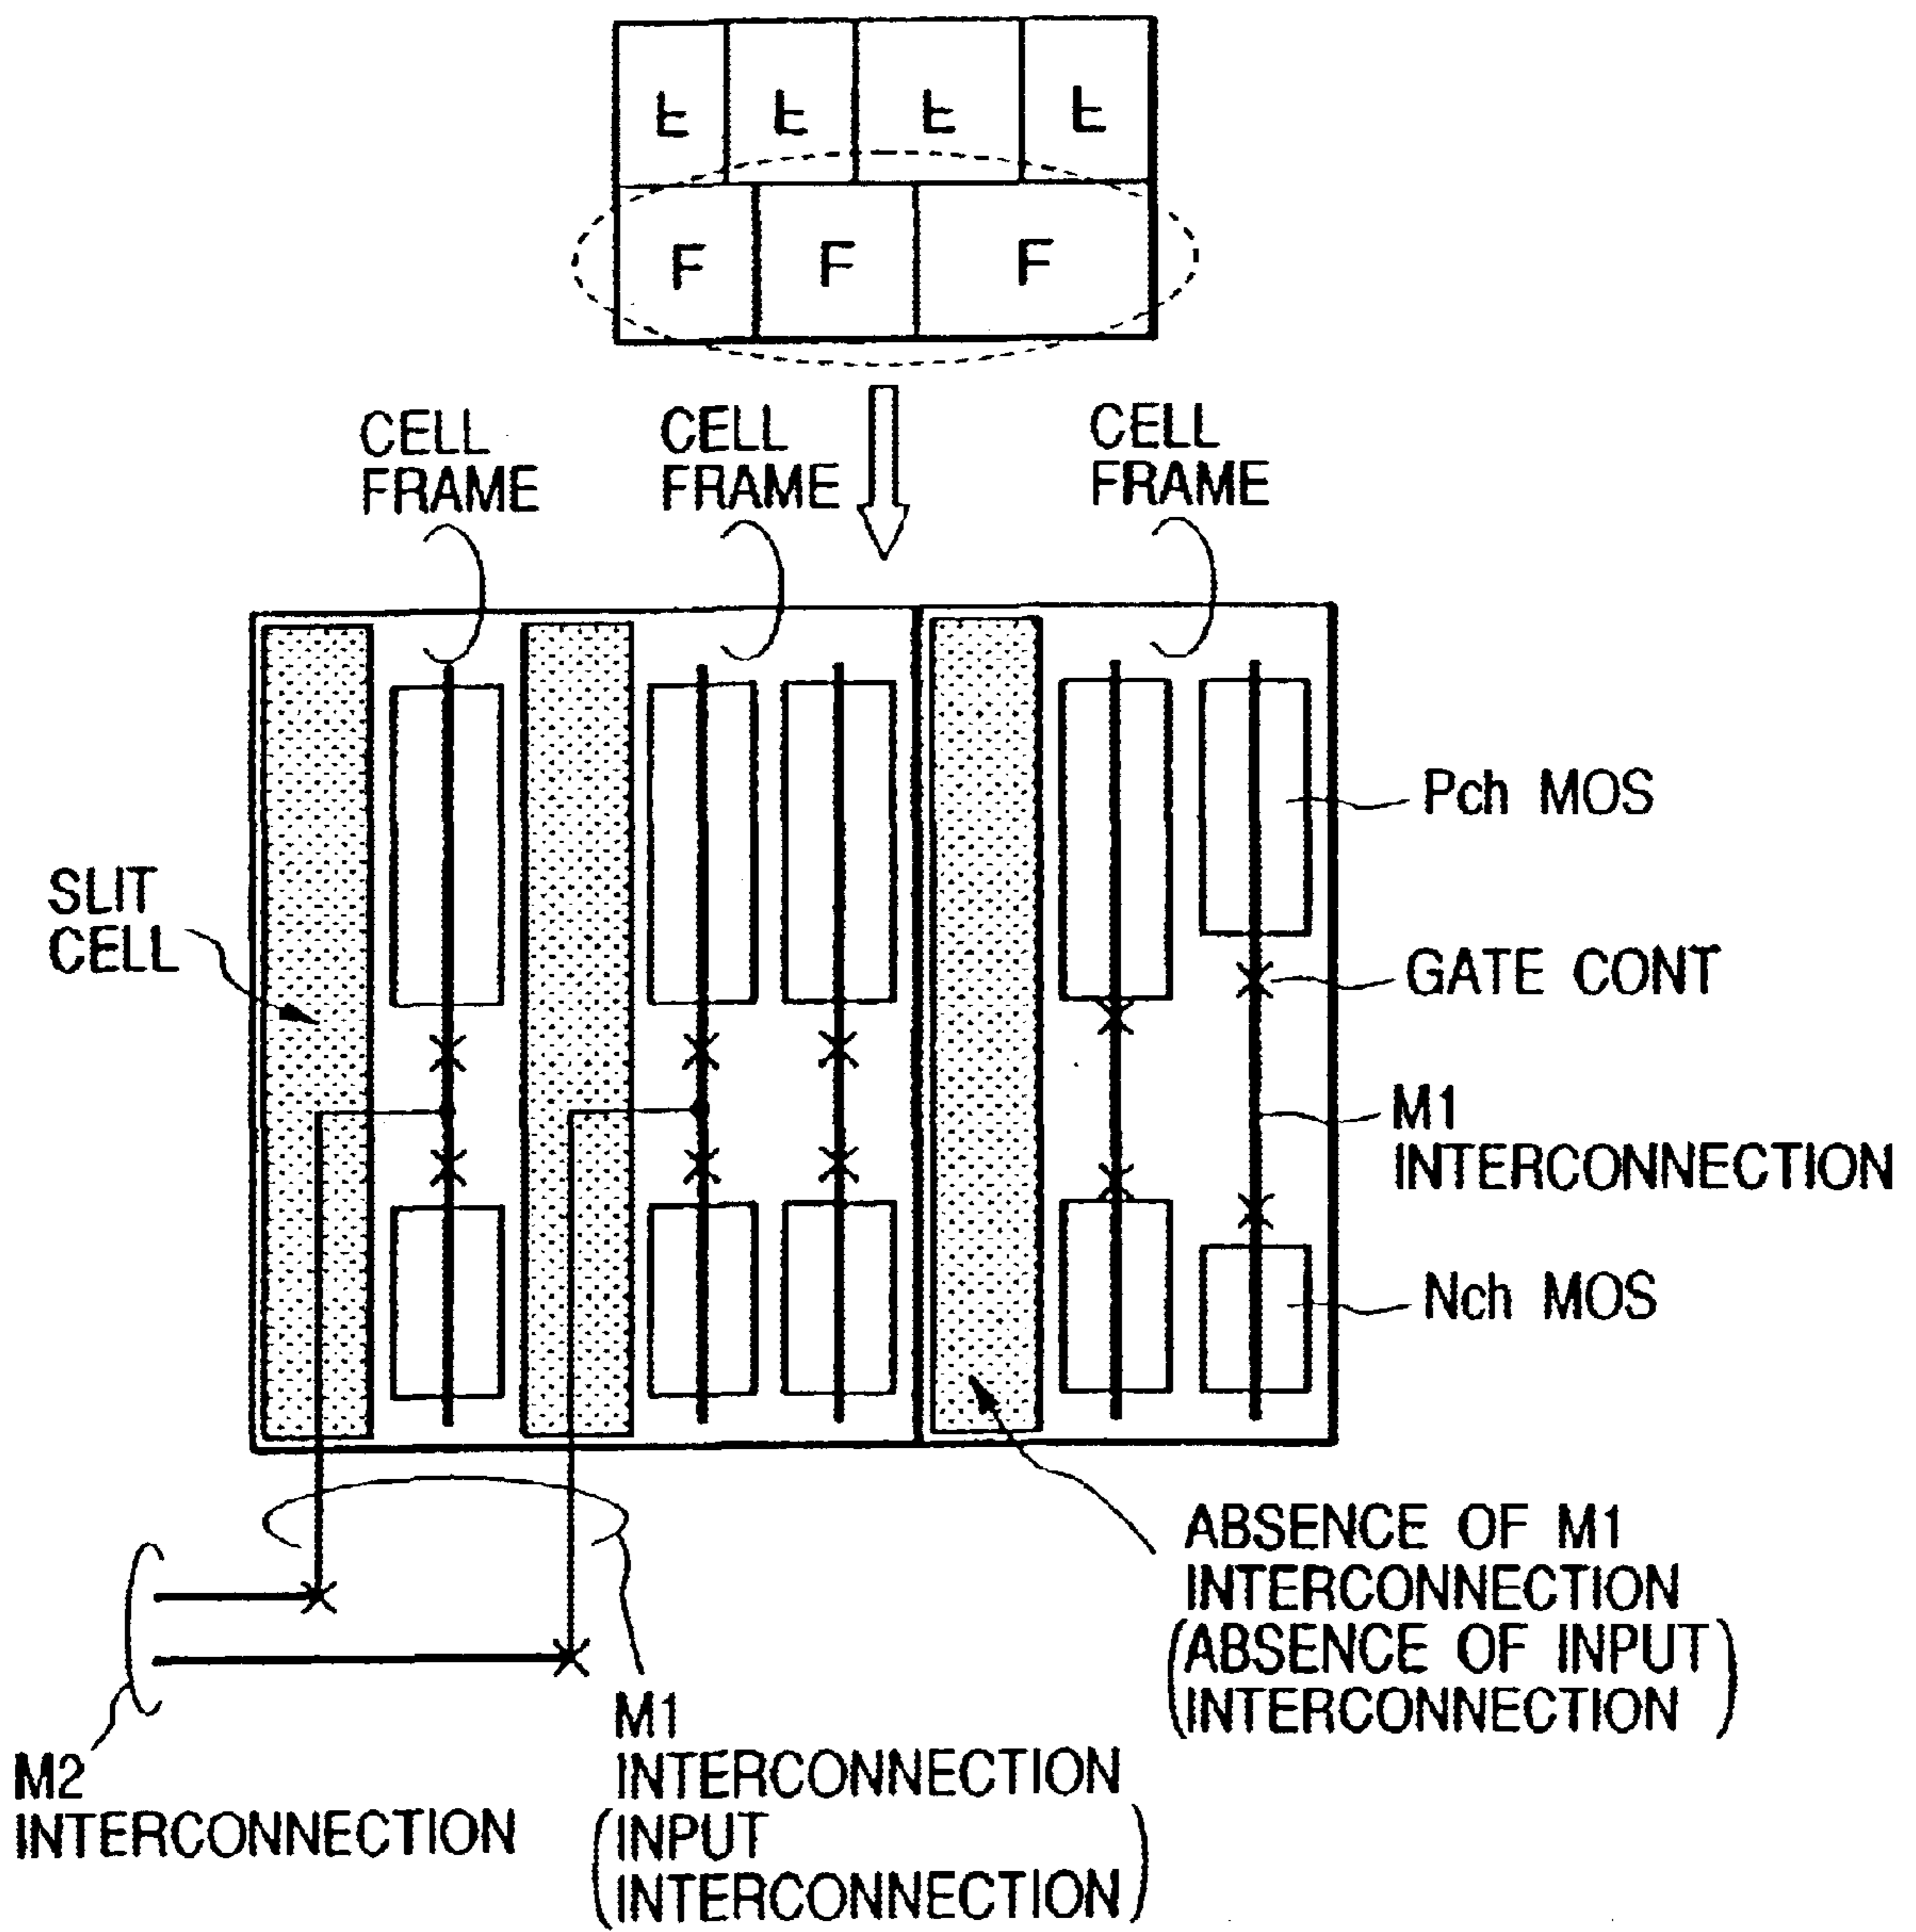 F F F F
F F F
CELL FRAME
CELL FRAME
CELL FRAME
Pch MOS
SLIT CELL
GATE CONT
M1
INTERCONNECTION
Nch MOS
ABSENCE OF M1
INTERCONNECTION
(ABSENCE OF INPUT
INTERCONNECTION)
M1
INTERCONNECTION
(INPUT
INTERCONNECTION)
M2
INTERCONNECTION